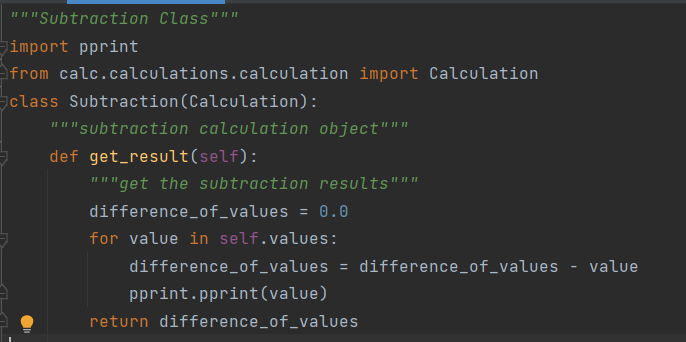 """Subtraction Class"""
import pprint
from calc.calculations.calculation import Calculation
class Subtraction(Calculation):
    """subtraction calculation object"""
    def get_result(self):
        """get the subtraction results"""
        difference_of_values = 0.0
        for value in self.values:
            difference_of_values = difference_of_values - value
            pprint.pprint(value)
        return difference_of_values